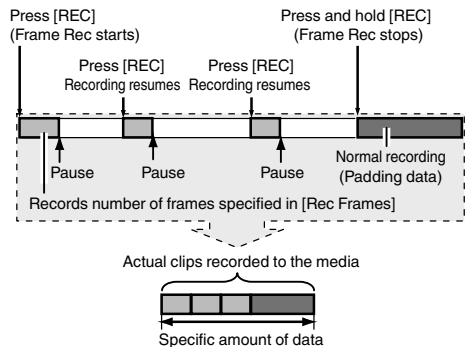 Press [REC]
(Frame Rec starts)
Press [REC]
Recording resumes
Press [REC]
Recording resumes
Press and hold [REC]
(Frame Rec stops)
Pause
Pause
Pause
Normal recording
(Padding data)
Records number of frames specified in [Rec Frames]
Actual clips recorded to the media
Specific amount of data